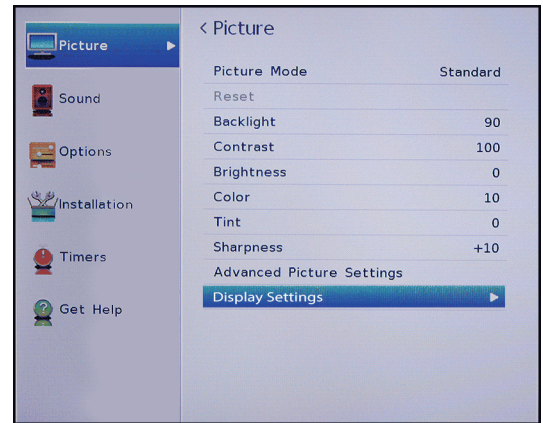 Picture
Sound
Options
Installation
Timers
Get Help
< Picture
Picture Mode Standard
Reset
Backlight 90
Contrast 100
Brightness 0
Color 10
Tint 0
Sharpness +10
Advanced Picture Settings
Display Settings